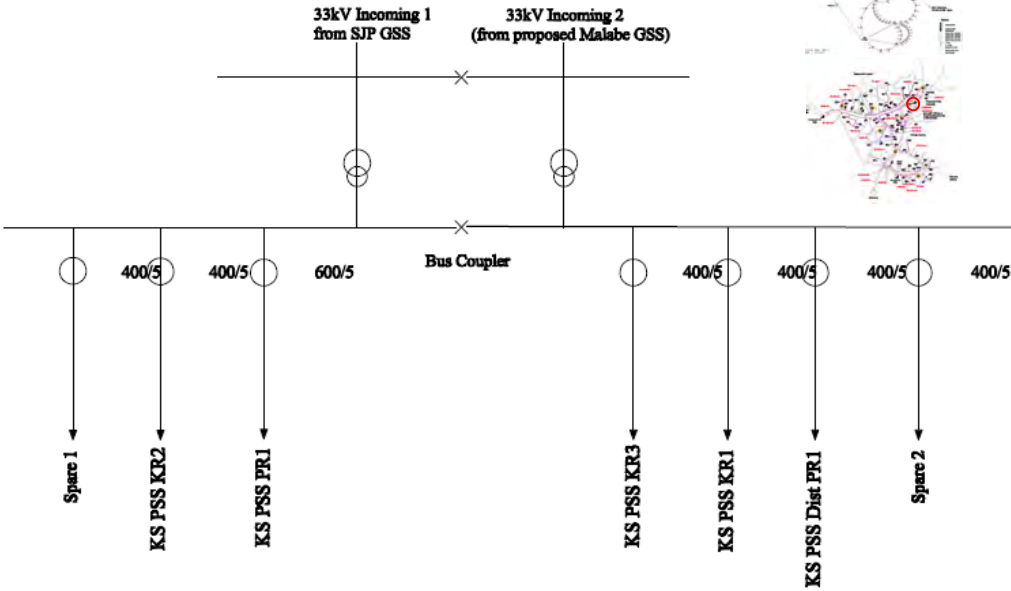 33kV Incoming 1
from SJP GSS
33kV Incoming 2
(from proposed Malabe GSS)
Bus Coupler
400/5
400/5
600/5
400/5
400/5
400/5
400/5
Spare 1
KS PSS KR2
KS PSS PR1
KS PSS KR3
KS PSS KR1
KS PSS Dist PR1
Spare 2